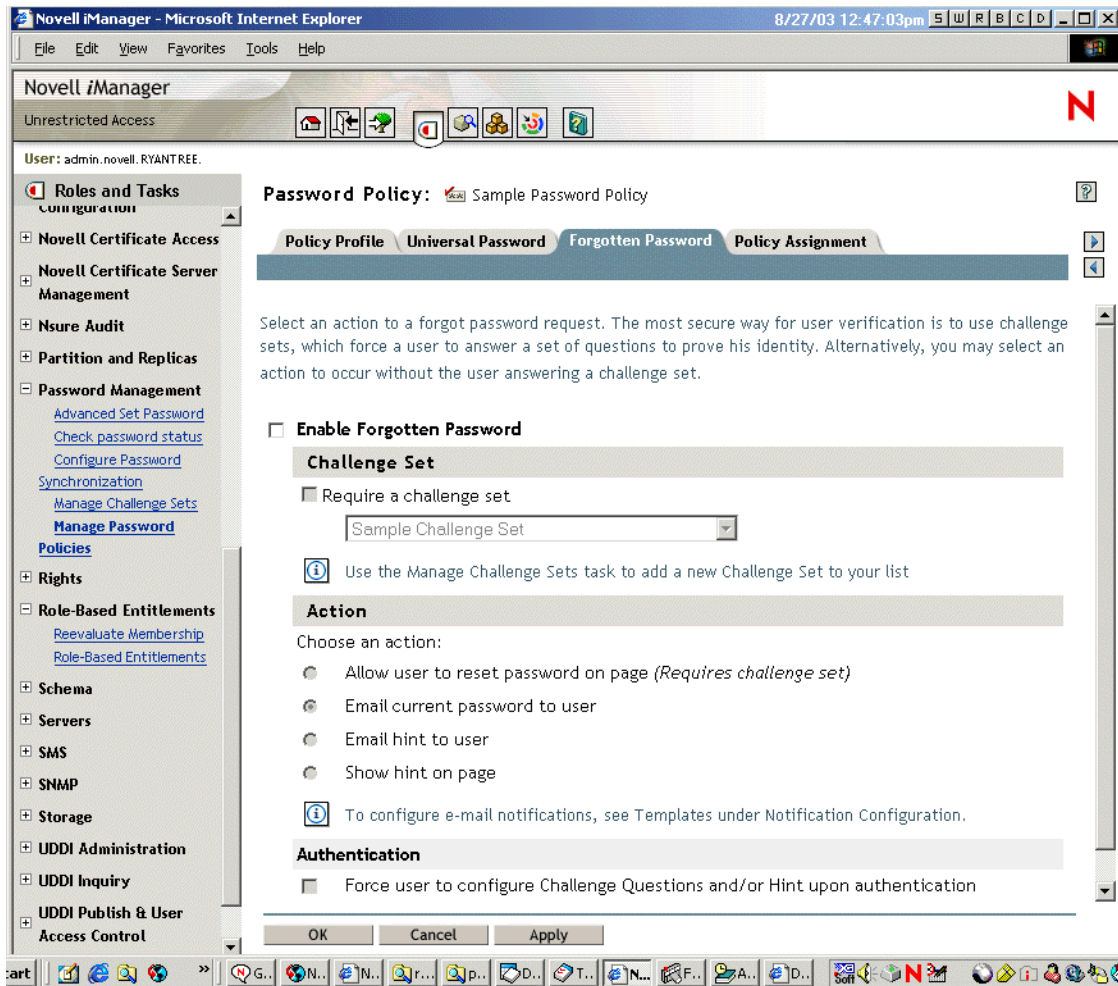 Novell iManager - Microsoft Internet Explorer 8/27/03 12:47:03pm S W R B C D
File Edit View Favorites Tools Help
Novell iManager
Unrestricted Access
N
User: admin.novell.RYANTREE.
Roles and Tasks
Configuration
Novell Certificate Access
Novell Certificate Server
Management
Nsure Audit
Partition and Replicas
Password Management
Advanced Set Password
Check password status
Configure Password
Synchronization
Manage Challenge Sets
Manage Password
Policies
Rights
Role-Based Entitlements
Reevaluate Membership
Role-Based Entitlements
Schema
Servers
SMS
SNMP
Storage
UDDI Administration
UDDI Inquiry
UDDI Publish & User
Access Control
Password Policy: Sample Password Policy
?
Policy Profile Universal Password Forgotten Password Policy Assignment
Select an action to a forgot password request. The most secure way for user verification is to use challenge
sets, which force a user to answer a set of questions to prove his identity. Alternatively, you may select an
action to occur without the user answering a challenge set.
Enable Forgotten Password
Challenge Set
Require a challenge set
Sample Challenge Set
Use the Manage Challenge Sets task to add a new Challenge Set to your list
Action
Choose an action:
Allow user to reset password on page (Requires challenge set)
Email current password to user
Email hint to user
Show hint on page
To configure e-mail notifications, see Templates under Notification Configuration.
Authentication
Force user to configure Challenge Questions and/or Hint upon authentication
OK Cancel Apply
tart » G.. N.. N.. r... p... D.. T.. N... F.. A.. D..